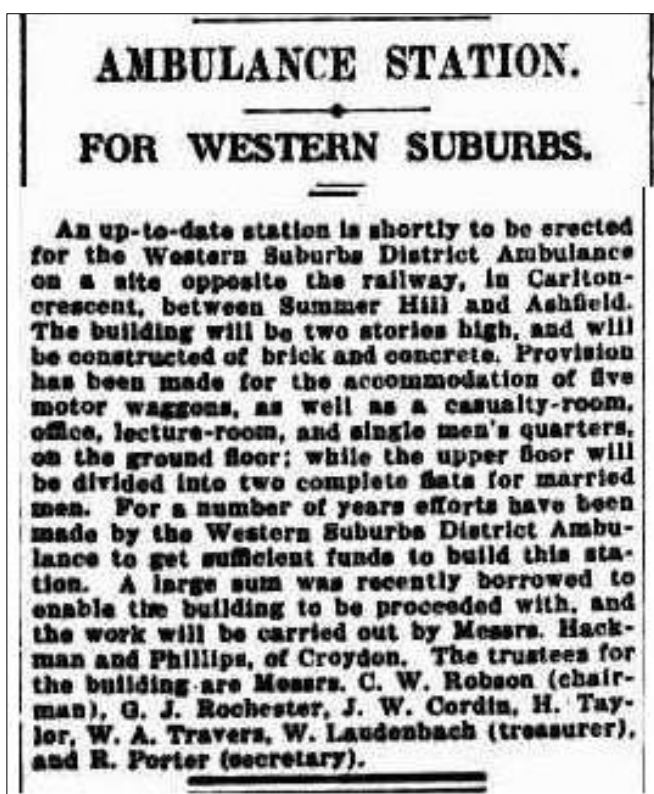 AMBULANCE STATION.
FOR WESTERN SUBURBS.
An up-to-date station is shortly to be erected
for the Western Suburbs District Ambulance
on a site opposite the railway, in Carlton-
crescent, between Summer Hill and Ashfield.
The building will be two stories high, and will
be constructed of brick and concrete. Provision
has been made for the accommodation of five
motor waggons, as well as a casualty-room,
office, lecture-room, and single men's quarters,
on the ground floor; while the upper floor will
be divided into two complete flats for married
men. For a number of years efforts have been
made by the Western Suburbs District Ambu-
lance to get sufficient funds to build this sta-
tion. A large sum was recently borrowed to
enable the building to be proceeded with, and
the work will be carried out by Messrs. Hack-
man and Phillips, of Croydon. The trustees for
the building are Messrs. C. W. Robson (chair-
man), G. J. Rochester, J. W. Cordin, H. Tay-
lor, W. A. Travers, W. Laudenbach (treasurer),
and R. Porter (secretary).